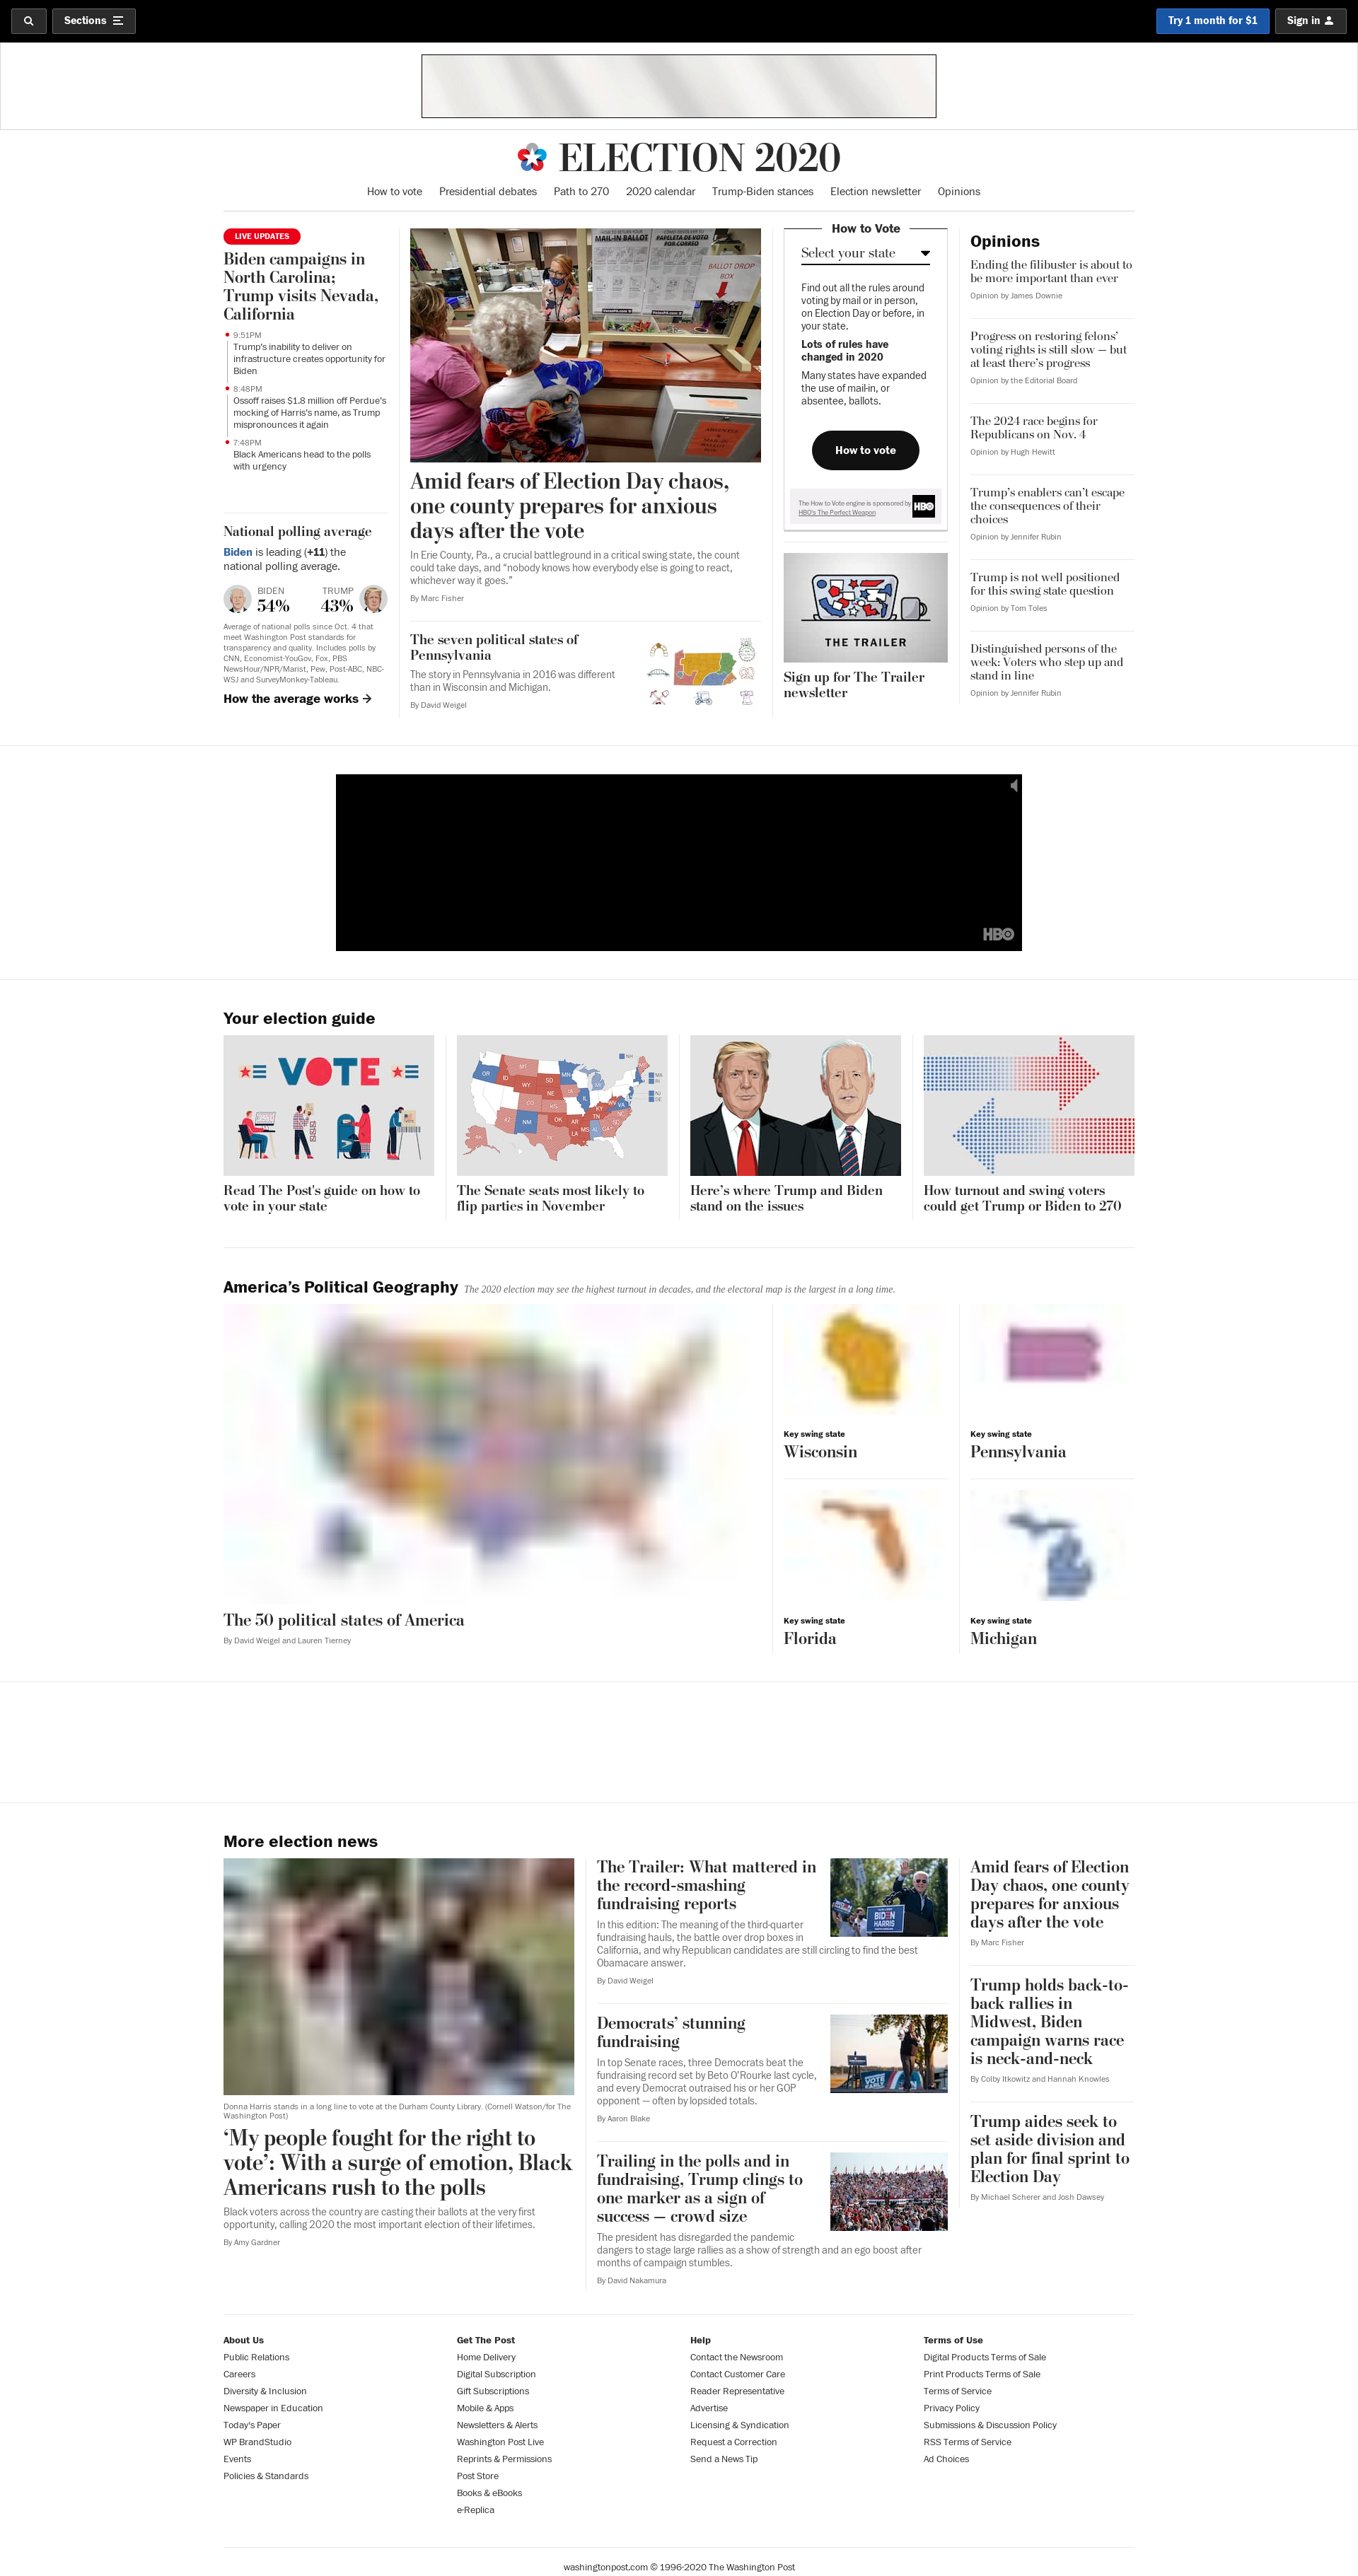 Sections
Try 1 month for $1
Sign in
ELECTION 2020
How to vote
Presidential debates
Path to 270
2020 calendar
Trump-Biden stances
Election newsletter
Opinions
LIVE UPDATES
Biden campaigns in
North Carolina;
Trump visits Nevada,
California
9:51PM
Trump's inability to deliver on
infrastructure creates opportunity for
Biden
8:48PM
Ossoff raises $1.8 million off Perdue's
mocking of Harris's name, as Trump
mispronounces it again
7:48PM
Black Americans head to the polls
with urgency
National polling average
Biden is leading (+11) the
national polling average.
BIDEN
54%
TRUMP
43%
Average of national polls since Oct. 4 that
meet Washington Post standards for
transparency and quality. Includes polls by
CNN, Economist-YouGov, Fox, PBS
NewsHour/NPR/Marist, Pew, Post-ABC, NBC-
WSJ and SurveyMonkey-Tableau.
How the average works
MAIL-IN BALLOT
PAPELETA DE VOTO
POR CORREO
BALLOT DROP
BOX
Amid fears of Election Day chaos,
one county prepares for anxious
days after the vote
In Erie County, Pa., a crucial battleground in a critical swing state, the count
could take days, and “nobody knows how everybody else is going to react,
whichever way it goes.”
By Marc Fisher
The seven political states of
Pennsylvania
The story in Pennsylvania in 2016 was different
than in Wisconsin and Michigan.
By David Weigel
How to Vote
Select your state
Find out all the rules around
voting by mail or in person,
on Election Day or before, in
your state.
Lots of rules have
changed in 2020
Many states have expanded
the use of mail-in, or
absentee, ballots.
How to vote
The How to Vote engine is sponsored by
HBO's The Perfect Weapon
HBO
THE TRAILER
Sign up for The Trailer
newsletter
Opinions
Ending the filibuster is about to
be more important than ever
Opinion by James Downie
Progress on restoring felons’
voting rights is still slow — but
at least there’s progress
Opinion by the Editorial Board
The 2024 race begins for
Republicans on Nov. 4
Opinion by Hugh Hewitt
Trump’s enablers can’t escape
the consequences of their
choices
Opinion by Jennifer Rubin
Trump is not well positioned
for this swing state question
Opinion by Tom Toles
Distinguished persons of the
week: Voters who step up and
stand in line
Opinion by Jennifer Rubin
HBO
Your election guide
VOTE
Read The Post's guide on how to
vote in your state
OR
ID
MT
WY
SD
NE
CO
KS
NM
OK
AR
LA
MS
AL
TN
KY
VA
NH
The Senate seats most likely to
flip parties in November
Here’s where Trump and Biden
stand on the issues
How turnout and swing voters
could get Trump or Biden to 270
America’s Political Geography
The 2020 election may see the highest turnout in decades, and the electoral map is the largest in a long time.
The 50 political states of America
By David Weigel and Lauren Tierney
Key swing state
Wisconsin
Key swing state
Pennsylvania
Key swing state
Florida
Key swing state
Michigan
More election news
Donna Harris stands in a long line to vote at the Durham County Library. (Cornell Watson/for The
Washington Post)
‘My people fought for the right to
vote’: With a surge of emotion, Black
Americans rush to the polls
Black voters across the country are casting their ballots at the very first
opportunity, calling 2020 the most important election of their lifetimes.
By Amy Gardner
The Trailer: What mattered in
the record-smashing
fundraising reports
In this edition: The meaning of the third-quarter
fundraising hauls, the battle over drop boxes in
California, and why Republican candidates are still circling to find the best
Obamacare answer.
By David Weigel
BIDEN
HARRIS
Democrats’ stunning
fundraising
In top Senate races, three Democrats beat the
fundraising record set by Beto O’Rourke last cycle,
and every Democrat outraised his or her GOP
opponent — often by lopsided totals.
By Aaron Blake
Trailing in the polls and in
fundraising, Trump clings to
one marker as a sign of
success — crowd size
The president has disregarded the pandemic
dangers to stage large rallies as a show of strength and an ego boost after
months of campaign stumbles.
By David Nakamura
Amid fears of Election
Day chaos, one county
prepares for anxious
days after the vote
By Marc Fisher
Trump holds back-to-
back rallies in
Midwest, Biden
campaign warns race
is neck-and-neck
By Colby Itkowitz and Hannah Knowles
Trump aides seek to
set aside division and
plan for final sprint to
Election Day
By Michael Scherer and Josh Dawsey
About Us
Public Relations
Careers
Diversity & Inclusion
Newspaper in Education
Today's Paper
WP BrandStudio
Events
Policies & Standards
Get The Post
Home Delivery
Digital Subscription
Gift Subscriptions
Mobile & Apps
Newsletters & Alerts
Washington Post Live
Reprints & Permissions
Post Store
Books & eBooks
e-Replica
Help
Contact the Newsroom
Contact Customer Care
Reader Representative
Advertise
Licensing & Syndication
Request a Correction
Send a News Tip
Terms of Use
Digital Products Terms of Sale
Print Products Terms of Sale
Terms of Service
Privacy Policy
Submissions & Discussion Policy
RSS Terms of Service
Ad Choices
washingtonpost.com © 1996-2020 The Washington Post